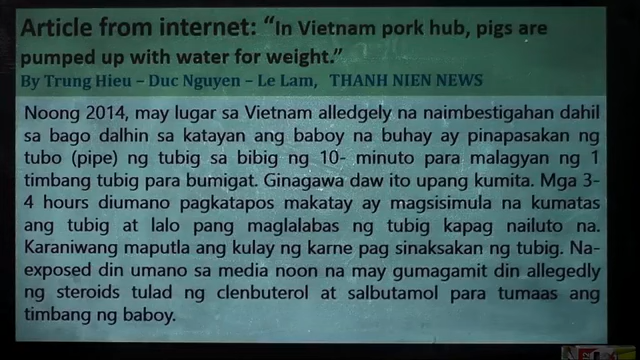 Article from internet: “In Vietnam pork hub, pigs are
pumped up with water for weight.”
By Trung Hieu – Duc Nguyen – Le Lam, THANH NIEN NEWS
Noong 2014, may lugar sa Vietnam alledgely na naimbestigahan dahil
sa bago dalhin sa katayan ang baboy na buhay ay pinapasakan ng
tubo (pipe) ng tubig sa bibig ng 10- minuto para malagyan ng 1
timbang tubig para bumigat. Ginagawa daw ito upang kumita. Mga 3-
4 hours diumano pagkatapos makatay ay magsisimula na kumatas
ang tubig at lalo pang maglalabas ng tubig kapag nailuto na.
Karaniwang maputla ang kulay ng karne pag sinaksakan ng tubig. Na-
exposed din umano sa media noon na may gumagamit din allegedly
ng steroids tulad ng clenbuterol at salbutamol para tumaas ang
timbang ng baboy.